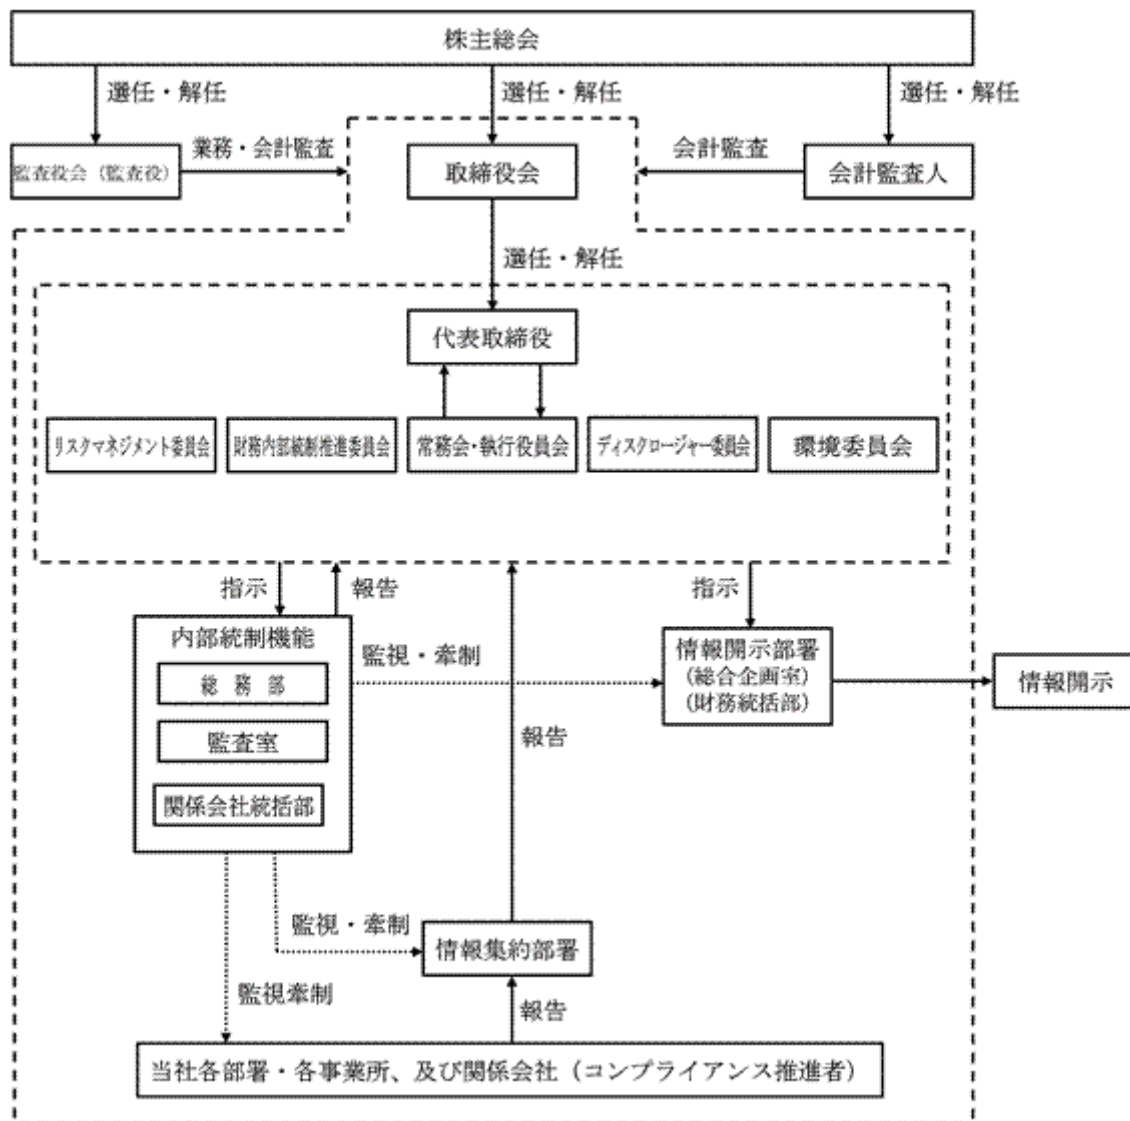 株主総会
選任・解任
選任・解任
選任・解任
監査役会（監査役）
業務・会計監査
取締役会
会計監査
会計監査人
選任・解任
代表取締役
リスクマネジメント委員会
財務内部統制推進委員会
常務会・執行役員会
ディスクロージャー委員会
環境委員会
指示
報告
指示
内部統制機能
総務部
監査室
関係会社統括部
監視・牽制
情報開示部署
（総合企画室）
（財務統括部）
情報開示
報告
監視・牽制
情報集約部署
監視牽制
報告
当社各部署・各事業所、及び関係会社（コンプライアンス推進者）